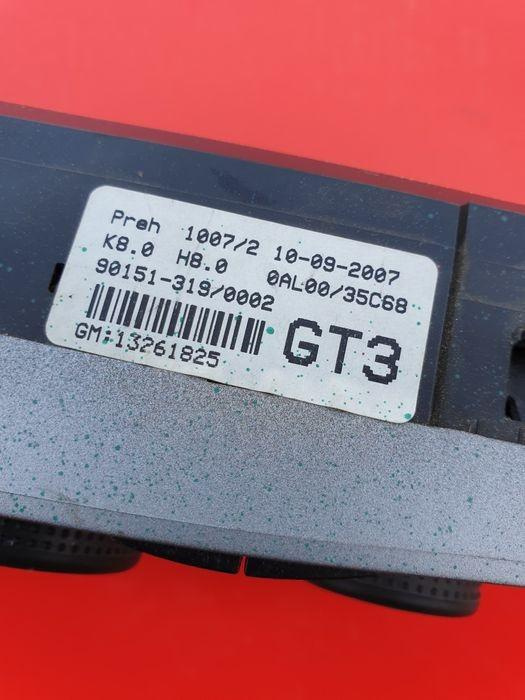 Preh 1007/2 10-09-2007
K8.0 H8.0 0AL00/35C68
90151-319/0002
GM:13261825
GT3